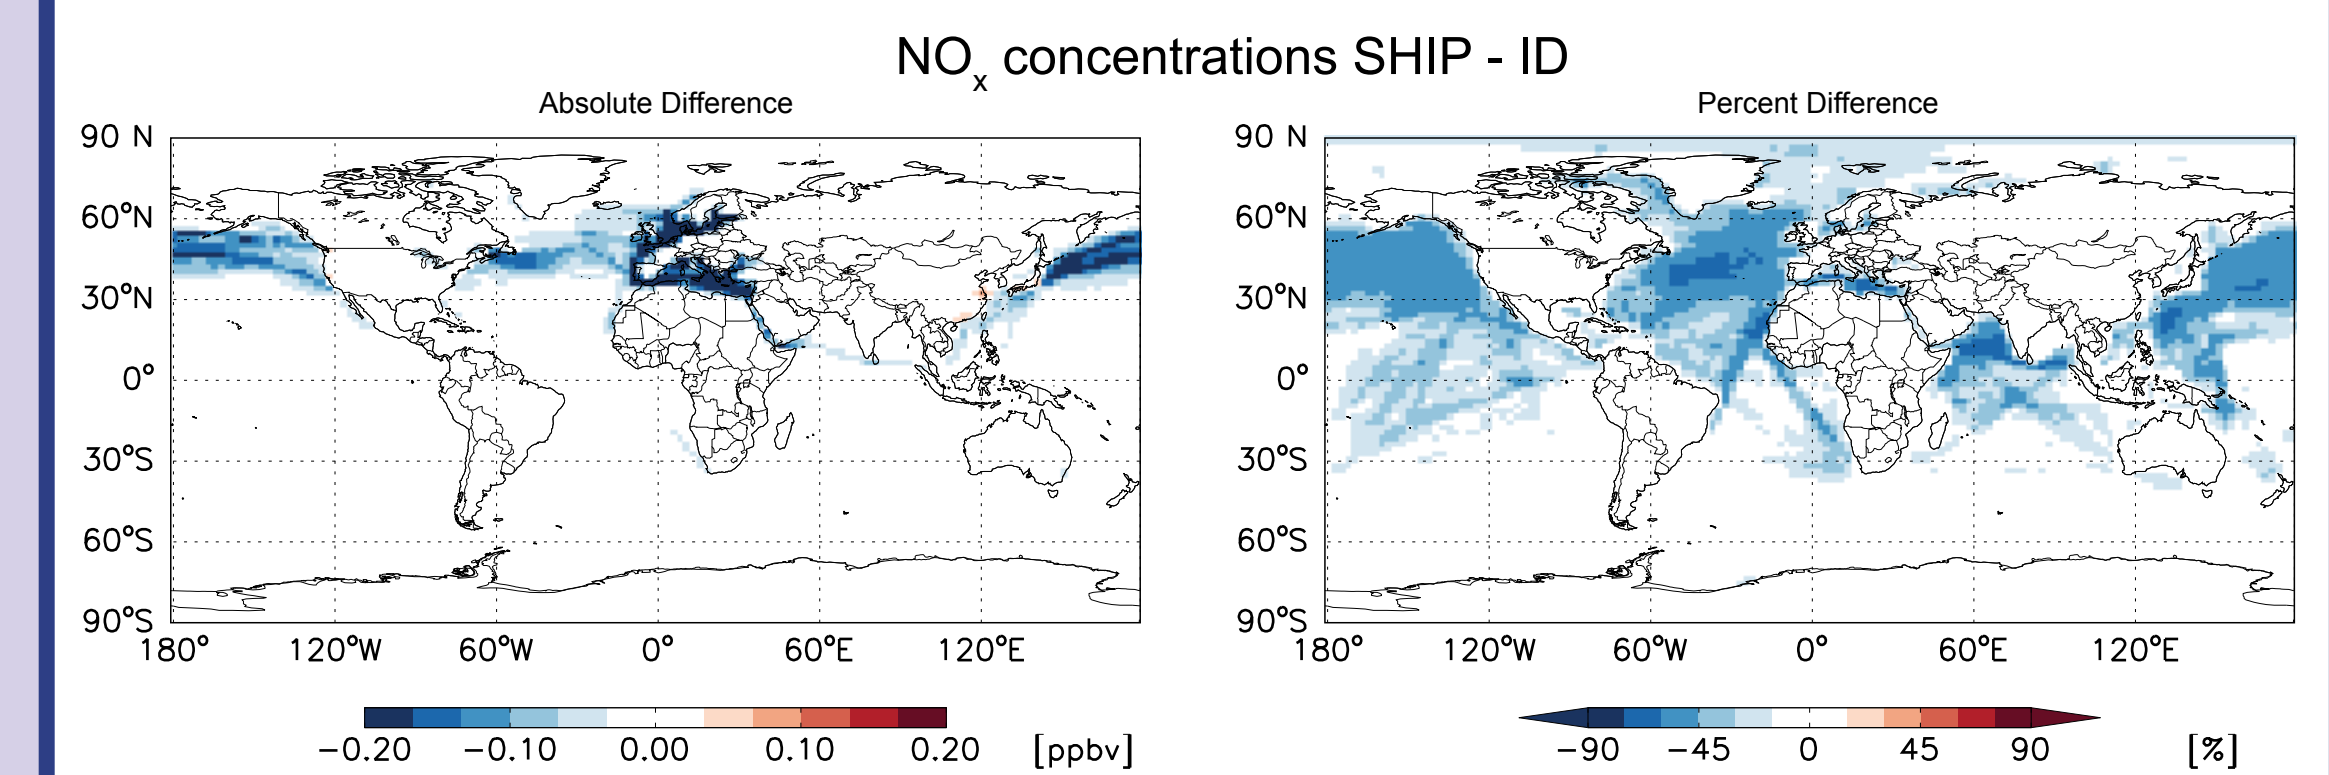 NOx concentrations SHIP - ID
Absolute Difference
Percent Difference
90 N
60°N
30°N
0°
30°S
60°S
90°S
180° 120°W 60°W 0° 60°E 120°E
−0.20 −0.10 0.00 0.10 0.20 [ppbv]
90 N
60°N
30°N
0°
30°S
60°S
90°S
180° 120°W 60°W 0° 60°E 120°E
−90 −45 0 45 90 [%]